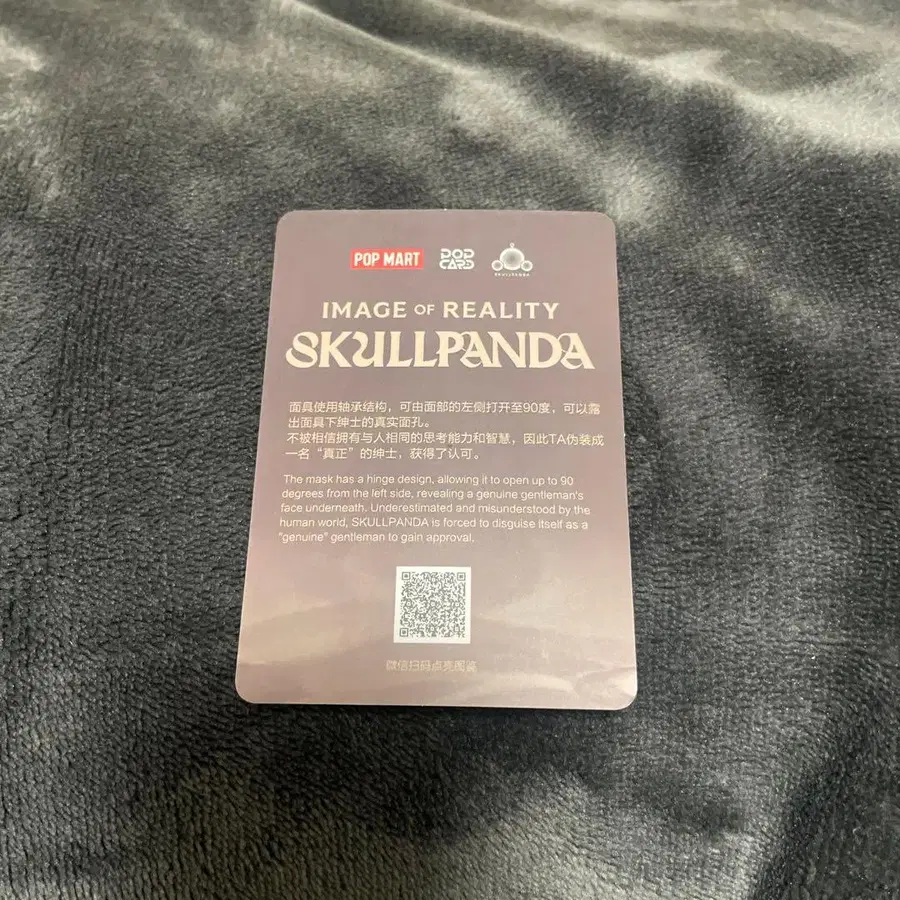 POP MART POP CARD SKULLPANDA
IMAGE OF REALITY
SKULLPANDA
面具使用轴承结构，可由面部的左侧打开至90度，可以露
出面具下绅士的真实面孔。
不被相信拥有与人相同的思考能力和智慧，因此TA伪装成
一名“真正”的绅士，获得了认可。
The mask has a hinge design, allowing it to open up to 90
degrees from the left side, revealing a genuine gentleman's
face underneath. Underestimated and misunderstood by the
human world, SKULLPANDA is forced to disguise itself as a
"genuine" gentleman to gain approval.
微信扫码点亮图鉴